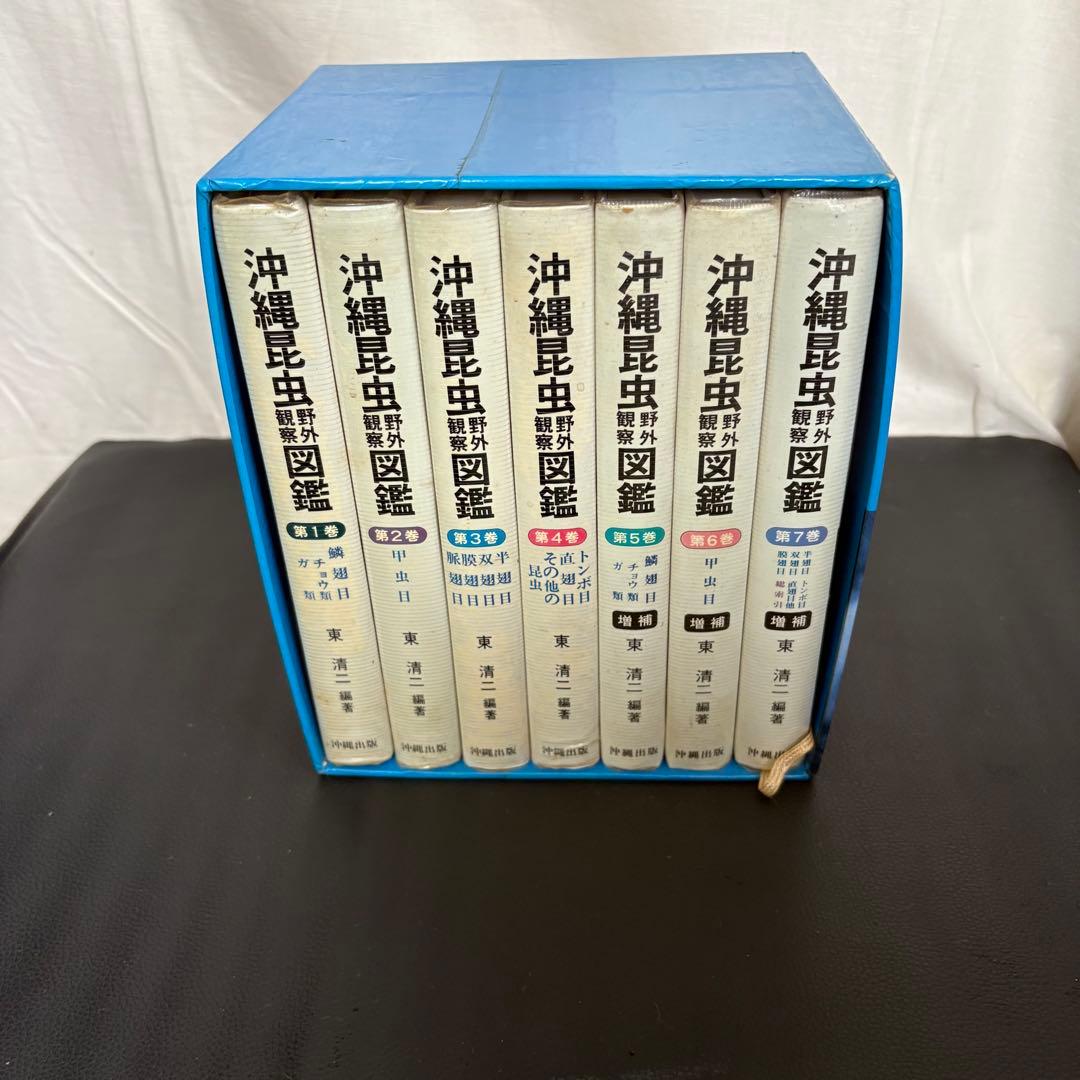 沖縄昆虫野外観察図鑑
第1巻
鱗翅目
チョウ類
ガ類
東 清二 編著
沖縄出版
沖縄昆虫野外観察図鑑
第2巻
甲虫目
東 清二 編著
沖縄出版
沖縄昆虫野外観察図鑑
第3巻
半翅目
双翅目
膜翅目
脈翅目
東 清二 編著
沖縄出版
沖縄昆虫野外観察図鑑
第4巻
トンボ目
直翅目
その他の
昆虫
東 清二 編著
沖縄出版
沖縄昆虫野外観察図鑑
第5巻
鱗翅目
チョウ類
ガ類
増補
東 清二 編著
沖縄出版
沖縄昆虫野外観察図鑑
第6巻
甲虫目
増補
東 清二 編著
沖縄出版
沖縄昆虫野外観察図鑑
第7巻
半翅目 トンボ目
双翅目 直翅目他
膜翅目 総索引
増補
東 清二 編著
沖縄出版